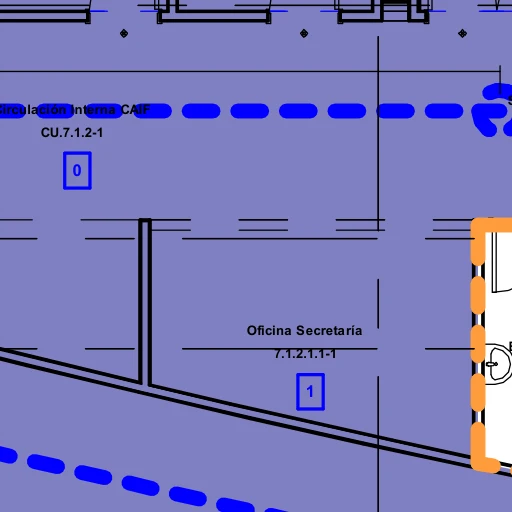 Circulación Interna CAIF
CU.7.1.2-1
0
Oficina Secretaría
7.1.2.1.1-1
1